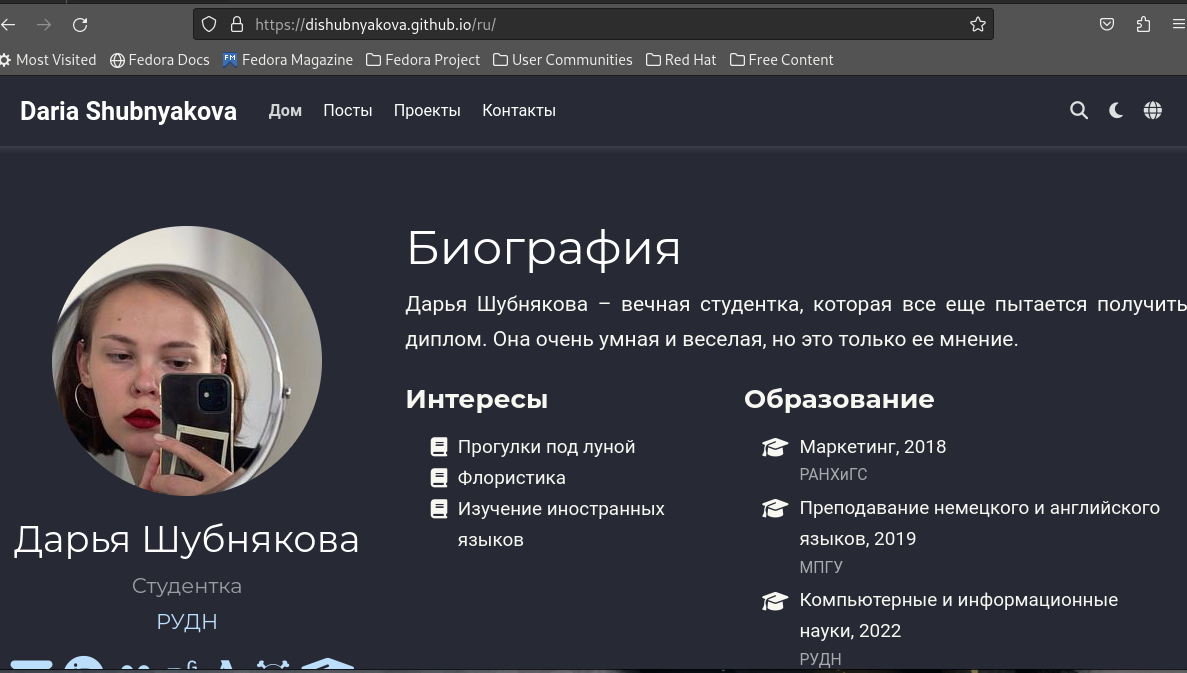 https://dishubnyakova.github.io/ru/
Most Visited Fedora Docs FM Fedora Magazine Fedora Project User Communities Red Hat Free Content
Daria Shubnyakova Дом Посты Проекты Контакты
Биография
Дарья Шубнякова – вечная студентка, которая все еще пытается получить
диплом. Она очень умная и веселая, но это только ее мнение.
Интересы
Прогулки под луной
Флористика
Изучение иностранных
языков
Образование
Маркетинг, 2018
РАНХиГС
Преподавание немецкого и английского
языков, 2019
МПГУ
Компьютерные и информационные
науки, 2022
РУДН
Дарья Шубнякова
Студентка
РУДН